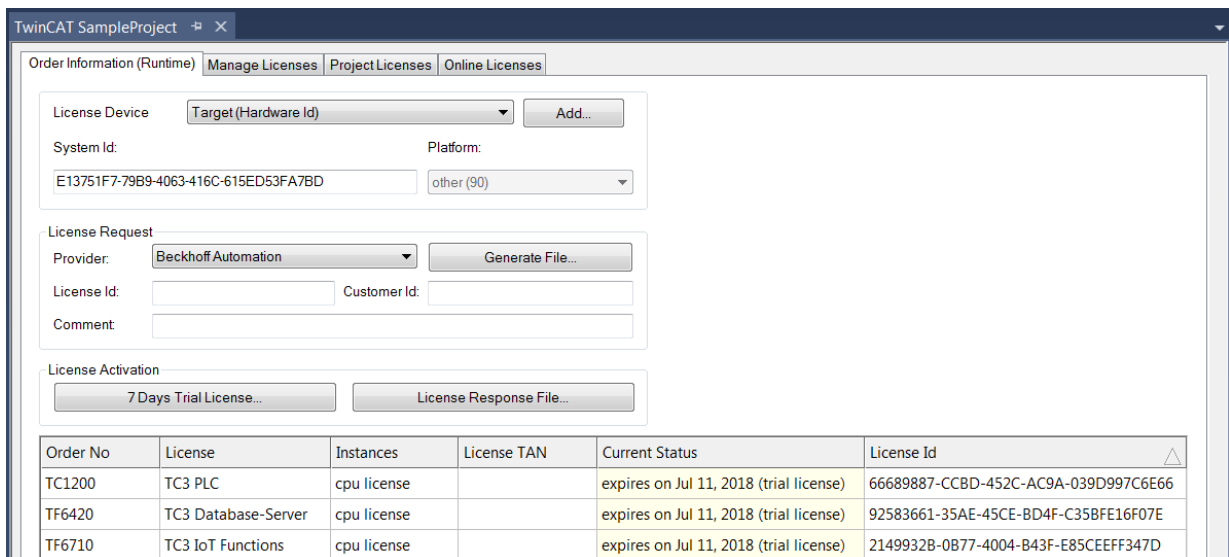 TwinCAT SampleProject
Order Information (Runtime) Manage Licenses Project Licenses Online Licenses
License Device Target (Hardware Id) Add...
System Id: Platform:
E13751F7-79B9-4063-416C-615ED53FA7BD other (90)
License Request
Provider: Beckhoff Automation Generate File...
License Id: Customer Id:
Comment:
License Activation
7 Days Trial License... License Response File...
Order No License Instances License TAN Current Status License Id
TC1200 TC3 PLC cpu license expires on Jul 11, 2018 (trial license) 66689887-CCBD-452C-AC9A-039D997C6E66
TF6420 TC3 Database-Server cpu license expires on Jul 11, 2018 (trial license) 92583661-35AE-45CE-BD4F-C35BFE16F07E
TF6710 TC3 IoT Functions cpu license expires on Jul 11, 2018 (trial license) 2149932B-0B77-4004-B43F-E85CEEFF347D